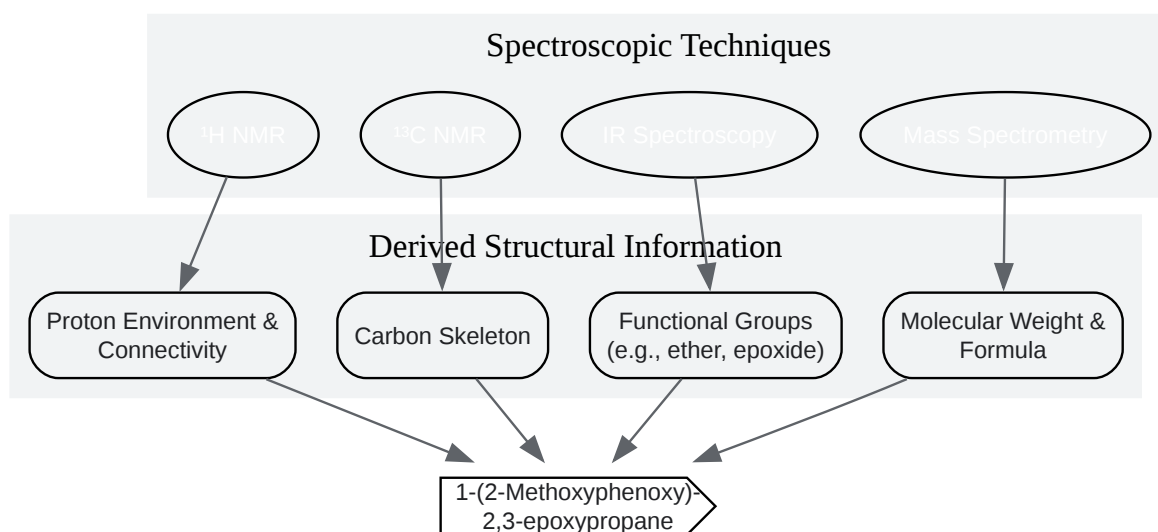 Spectroscopic Techniques
¹H NMR
¹³C NMR
IR Spectroscopy
Mass Spectrometry
Derived Structural Information
Proton Environment &
Connectivity
Carbon Skeleton
Functional Groups
(e.g., ether, epoxide)
Molecular Weight &
Formula
1-(2-Methoxyphenoxy)-
2,3-epoxypropane